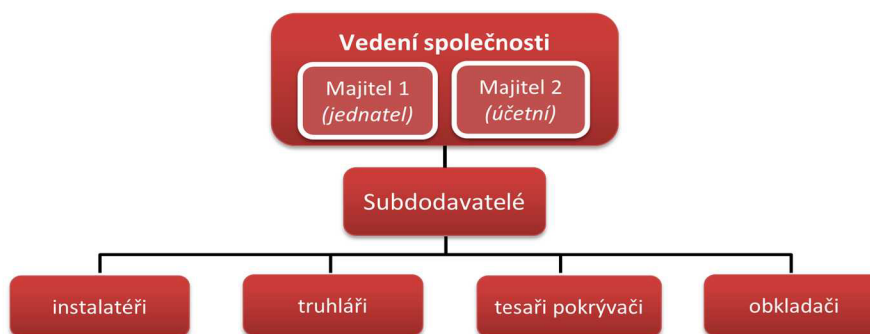 Vedení společnosti
Majitel 1
(jednatel)
Majitel 2
(účetní)
Subdodavatelé
instalatéři
truhláři
tesaři pokrývači
obkladači